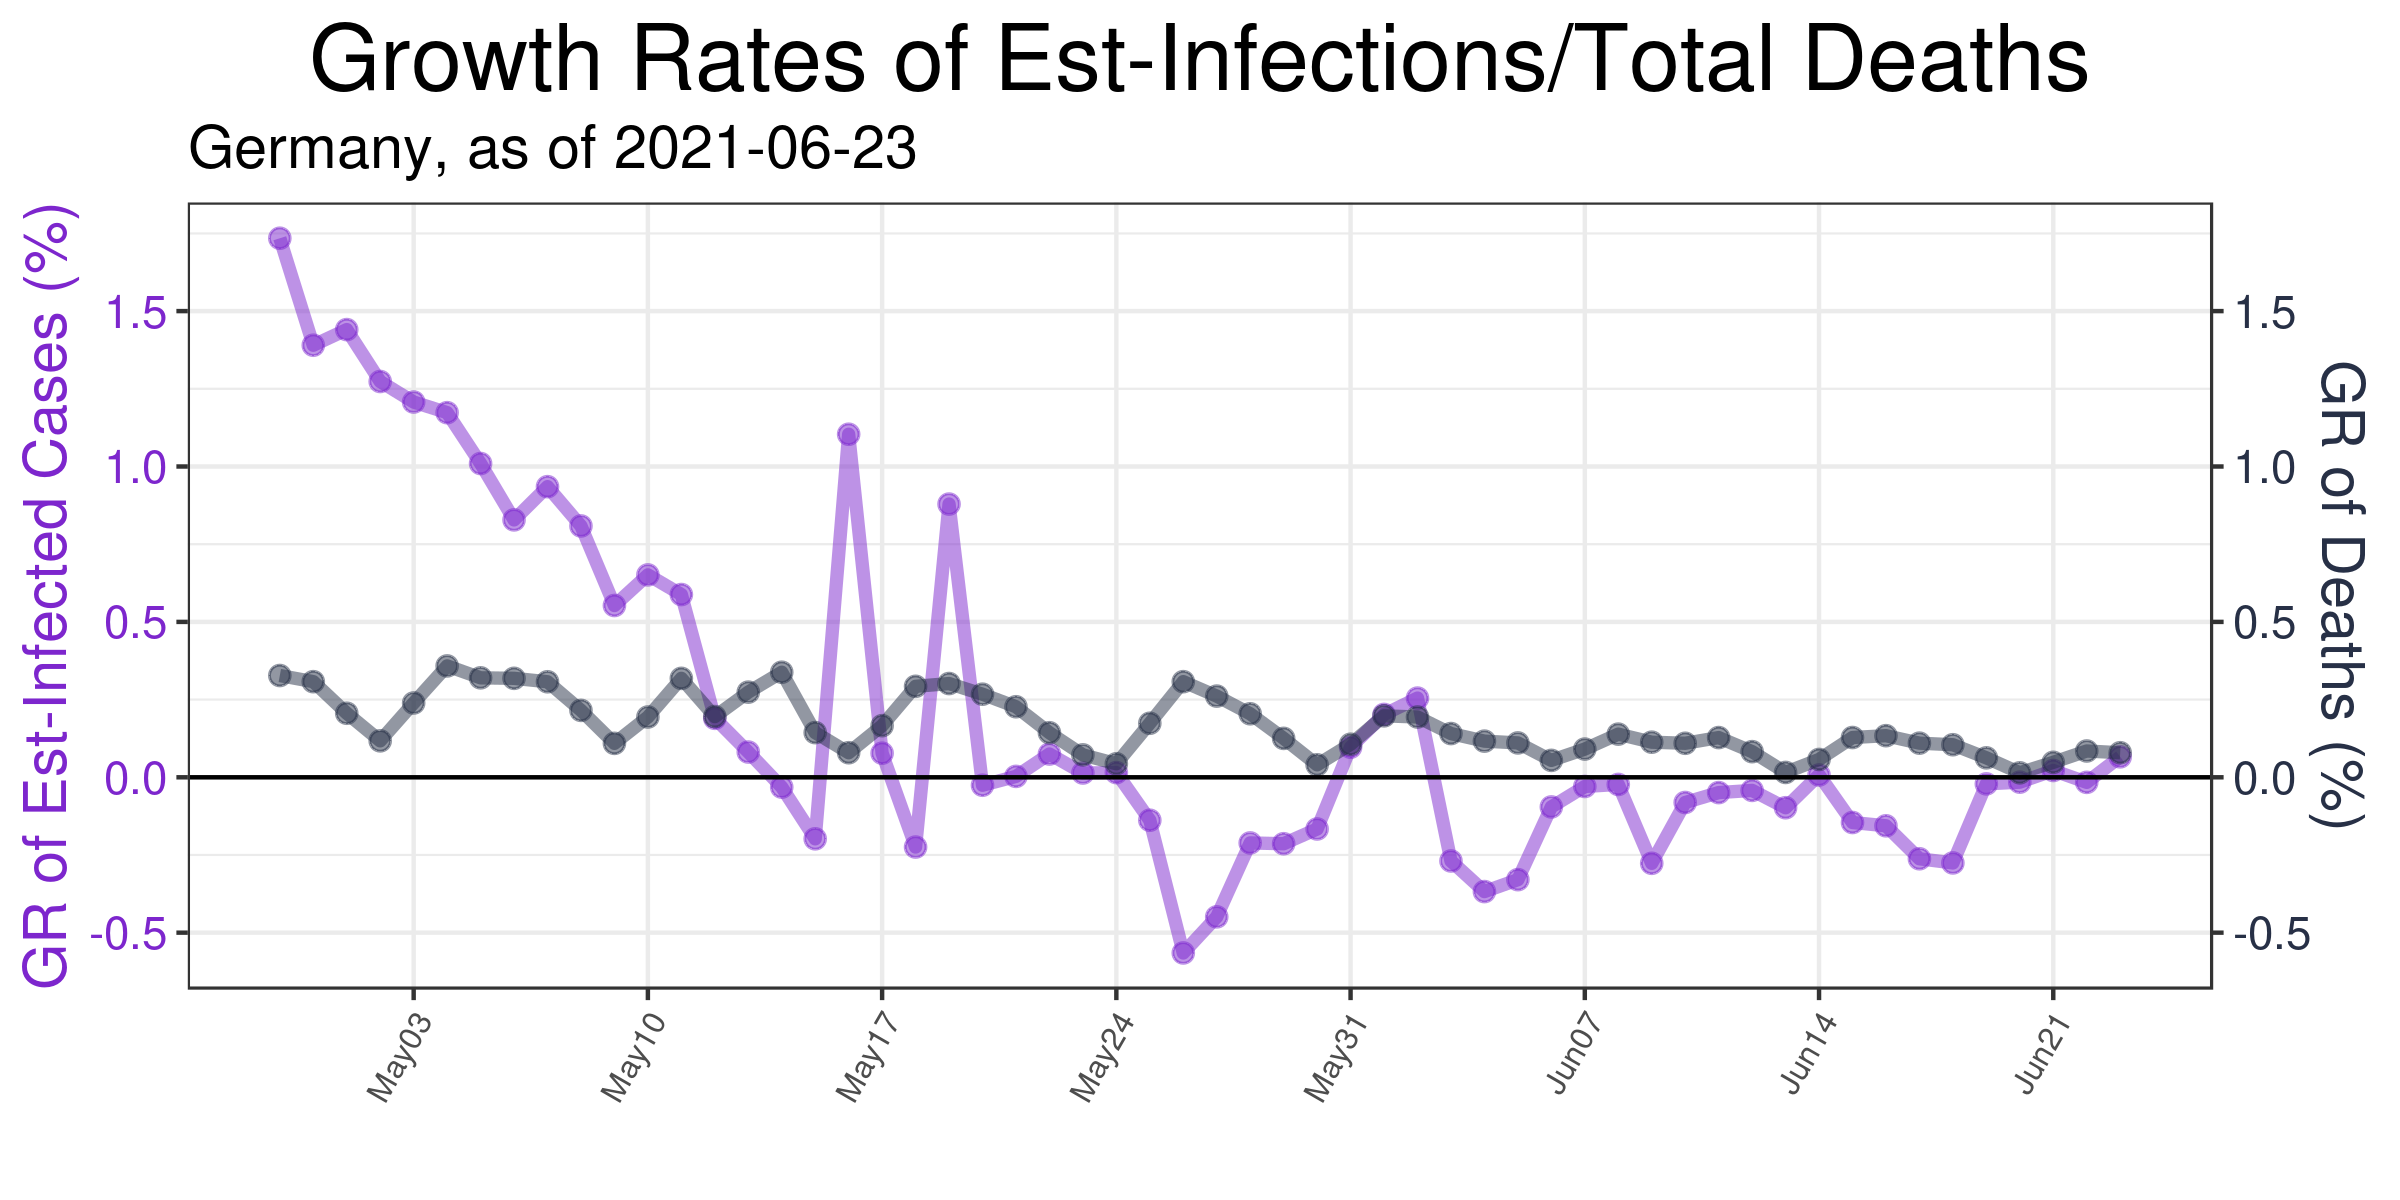 Growth Rates of Est-Infections/Total Deaths
Germany, as of 2021-06-23
GR of Est-Infected Cases (%)
1.5
1.0
0.5
0.0
-0.5
1.5
1.0
0.5
0.0
-0.5
GR of Deaths (%)
May03
May10
May17
May24
May31
Jun07
Jun14
Jun21